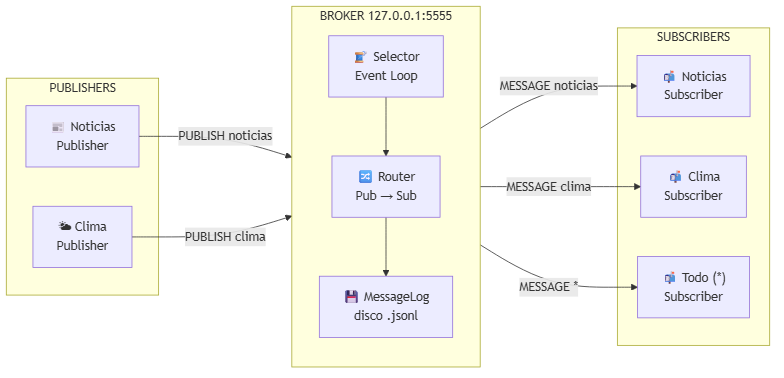 PUBLISHERS
Noticias
Publisher
Clima
Publisher
PUBLISH noticias
PUBLISH clima
BROKER 127.0.0.1:5555
Selector
Event Loop
Router
Pub → Sub
MessageLog
disco .jsonl
MESSAGE noticias
MESSAGE clima
MESSAGE *
SUBSCRIBERS
Noticias
Subscriber
Clima
Subscriber
Todo (*)
Subscriber